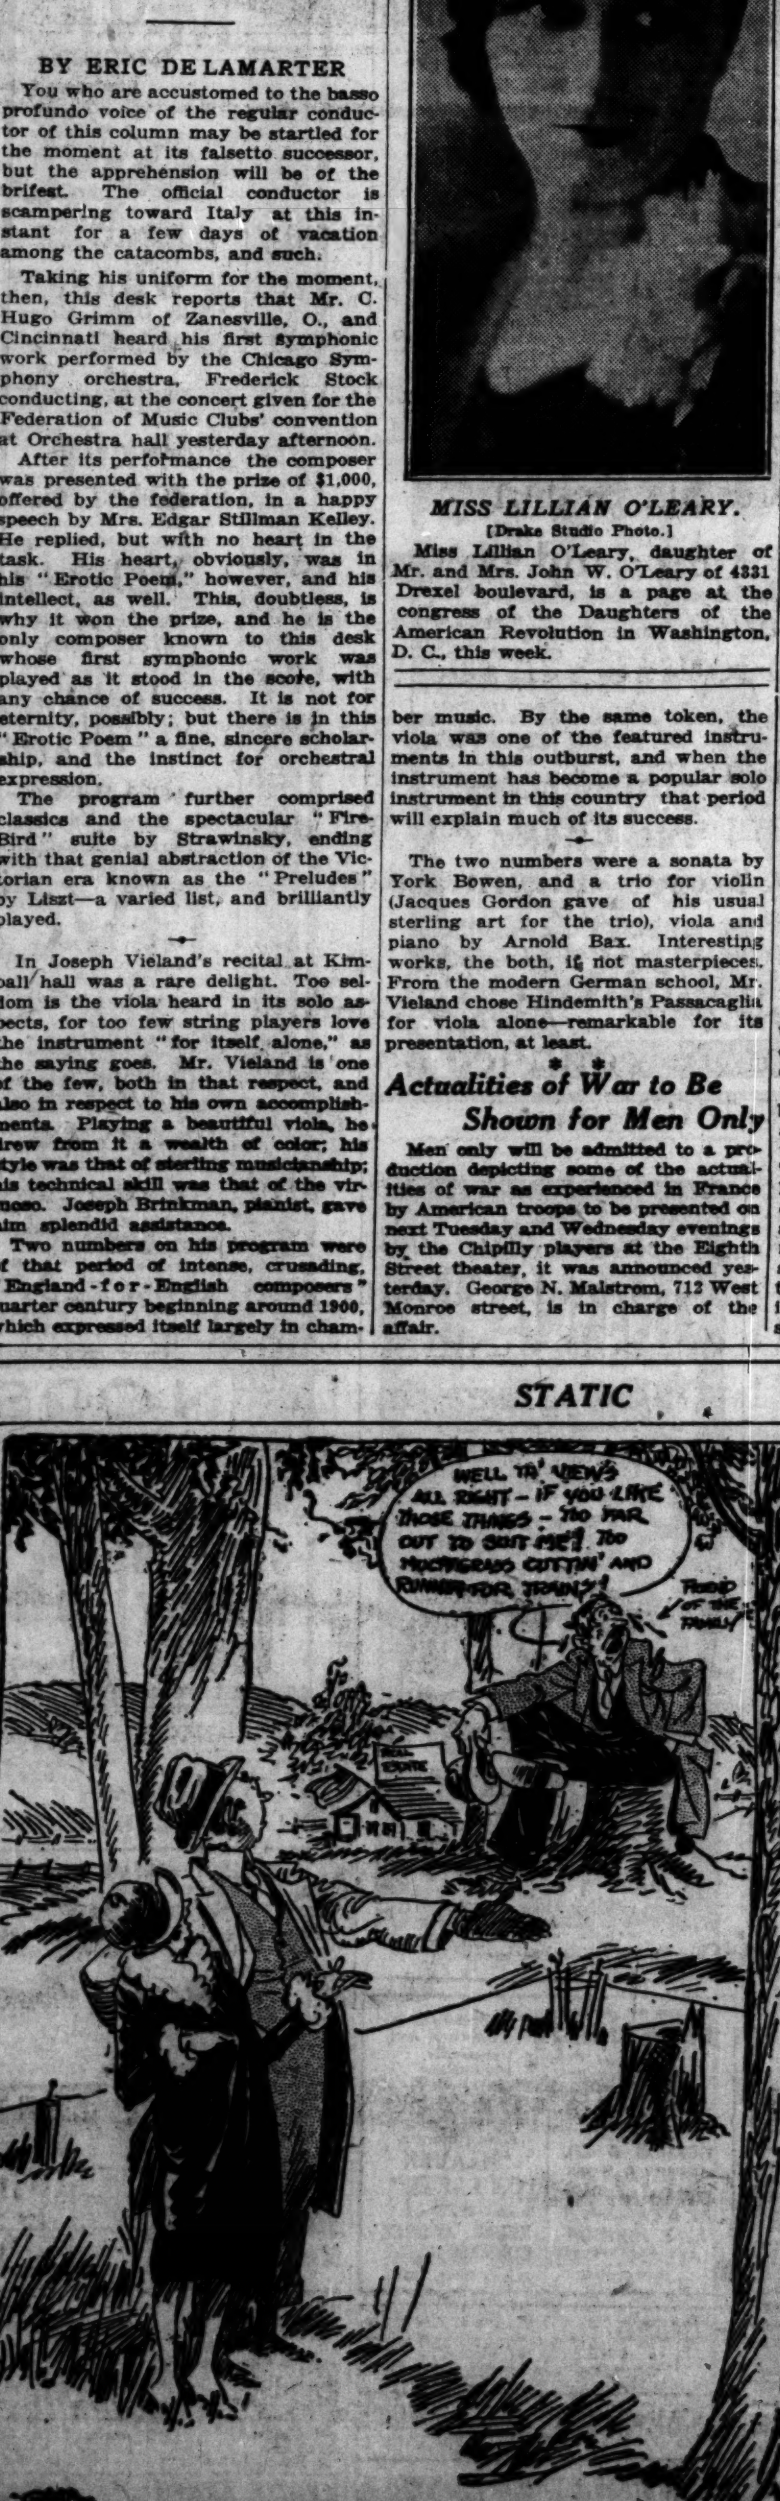 BY ERIC DE LAMARTER
You who are accustomed to the basso
profundo voice of the regular conduc-
tor of this column may be startled for
the moment at its falsetto successor,
but the apprehension will be of the
brifest. The official conductor is
scampering toward Italy at this in-
stant for a few days of vacation
among the catacombs, and such.
Taking his uniform for the moment,
then, this desk reports that Mr. C.
Hugo Grimm of Zanesville, O., and
Cincinnati heard his first symphonic
work performed by the Chicago Sym-
phony orchestra, Frederick Stock
conducting, at the concert given for the
Federation of Music Clubs' convention
at Orchestra hall yesterday afternoon.
After its performance the composer
was presented with the prize of $1,000,
offered by the federation, in a happy
speech by Mrs. Edgar Stillman Kelley.
He replied, but with no heart in the
task. His heart, obviously, was in
his "Erotic Poem," however, and his
intellect, as well. This, doubtless, is
why it won the prize, and he is the
only composer known to this desk
whose first symphonic work was
played as it stood in the score, with
any chance of success. It is not for
eternity, possibly; but there is in this
"Erotic Poem" a fine, sincere scholar-
ship, and the instinct for orchestral
expression.
The program further comprised
classics and the spectacular "Fire-
Bird" suite by Strawinsky, ending
with that genial abstraction of the Vic-
torian era known as the "Preludes"
by Liszt—a varied list, and brilliantly
played.
In Joseph Vieland's recital at Kim-
ball hall was a rare delight. Too sel-
dom is the viola heard in its solo as-
pects, for too few string players love
the instrument "for itself alone," as
the saying goes. Mr. Vieland is one
of the few, both in that respect, and
also in respect to his own accomplish-
ments. Playing a beautiful viola, he
drew from it a wealth of color; his
style was that of sterling musicianship;
his technical skill was that of the vir-
tuoso. Joseph Brinkman, pianist, gave
him splendid assistance.
Two numbers on his program were
of that period of intense, crusading,
"England-for-English composers"
quarter century beginning around 1900,
which expressed itself largely in cham-
MISS LILLIAN O'LEARY.
[Drake Studio Photo.]
Miss Lillian O'Leary, daughter of
Mr. and Mrs. John W. O'Leary of 4331
Drexel boulevard, is a page at the
congress of the Daughters of the
American Revolution in Washington,
D. C., this week.
ber music. By the same token, the
viola was one of the featured instru-
ments in this outburst, and when the
instrument has become a popular solo
instrument in this country that period
will explain much of its success.
The two numbers were a sonata by
York Bowen, and a trio for violin
(Jacques Gordon gave of his usual
sterling art for the trio), viola and
piano by Arnold Bax. Interesting
works, the both, if not masterpieces.
From the modern German school, Mr.
Vieland chose Hindemith's Passacaglia
for viola alone—remarkable for its
presentation, at least.
* *
Actualities of War to Be
Shown for Men Only
Men only will be admitted to a pro-
duction depicting some of the actual-
ities of war as experienced in France
by American troops to be presented on
next Tuesday and Wednesday evenings
by the Chipilly players at the Eighth
Street theater, it was announced yes-
terday. George N. Malstrom, 712 West
Monroe street, is in charge of the
affair.
STATIC
WELL TH' VIEWS
ALL RIGHT - IF YOU LIKE
THOSE THINGS - TOO FAR
OUT TO SUIT ME! TOO
MUCH GRASS CUTTIN' AND
RUNNIN FOR TRAINS!
FRIEND
OF THE
FAMILY
REAL
ESTATE